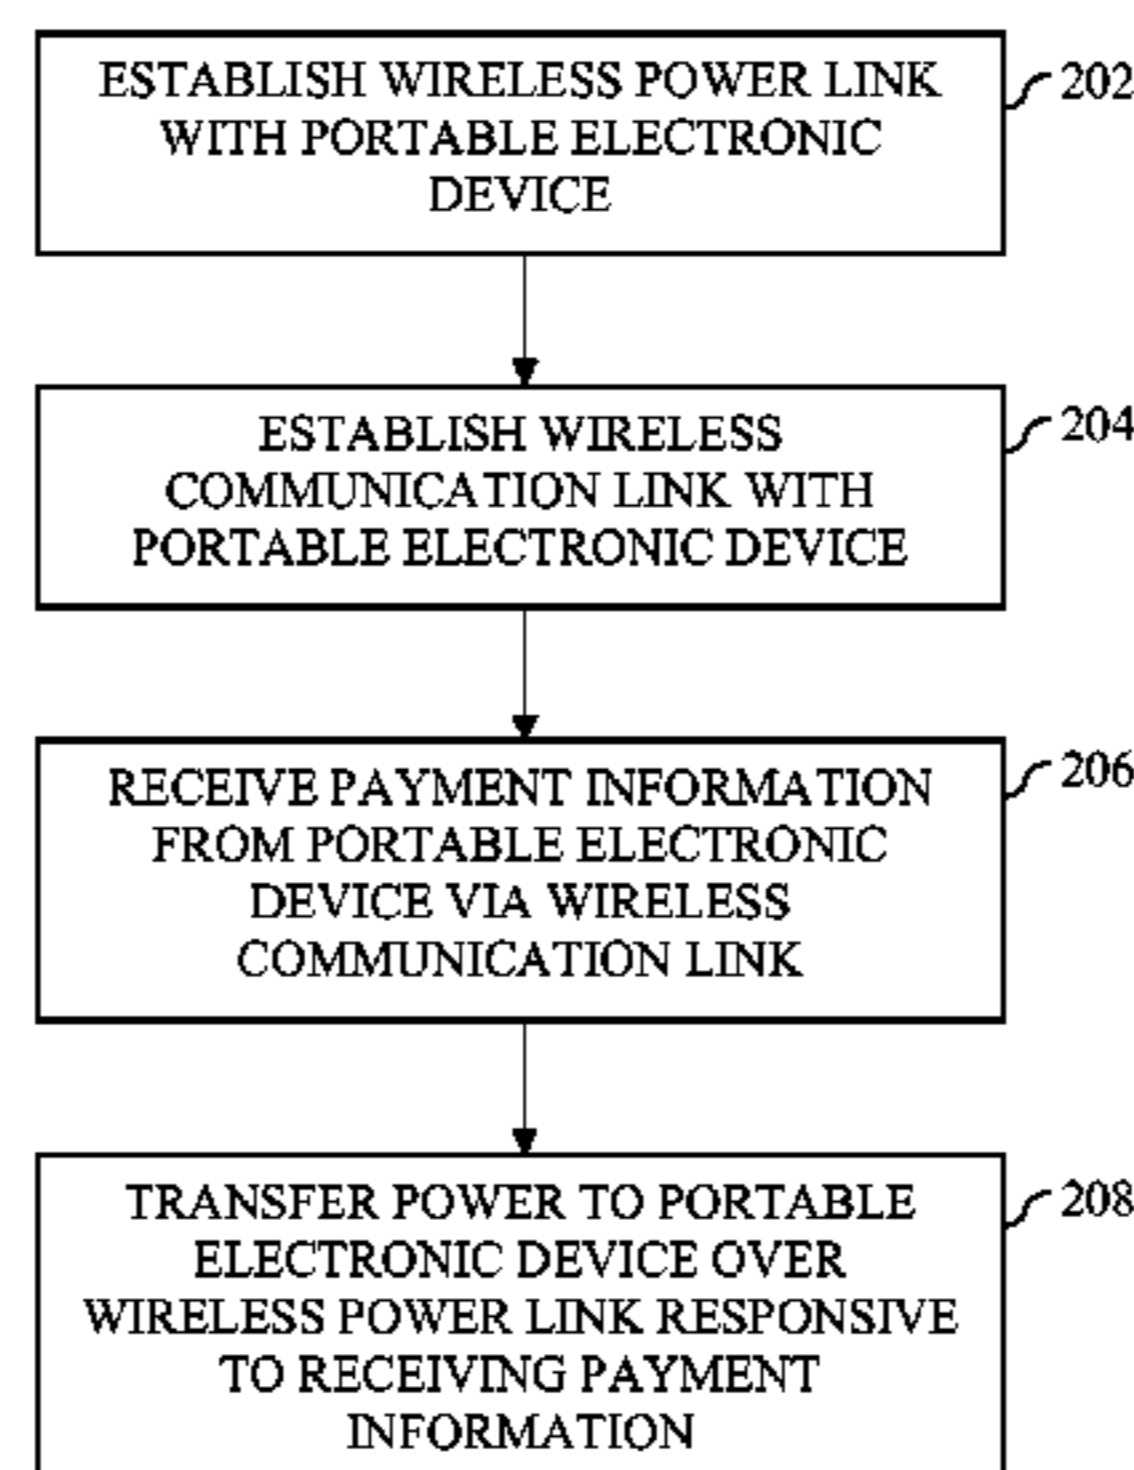 ESTABLISH WIRELESS POWER LINK
WITH PORTABLE ELECTRONIC
DEVICE
202
ESTABLISH WIRELESS
COMMUNICATION LINK WITH
PORTABLE ELECTRONIC DEVICE
204
RECEIVE PAYMENT INFORMATION
FROM PORTABLE ELECTRONIC
DEVICE VIA WIRELESS
COMMUNICATION LINK
206
TRANSFER POWER TO PORTABLE
ELECTRONIC DEVICE OVER
WIRELESS POWER LINK RESPONSIVE
TO RECEIVING PAYMENT
INFORMATION
208